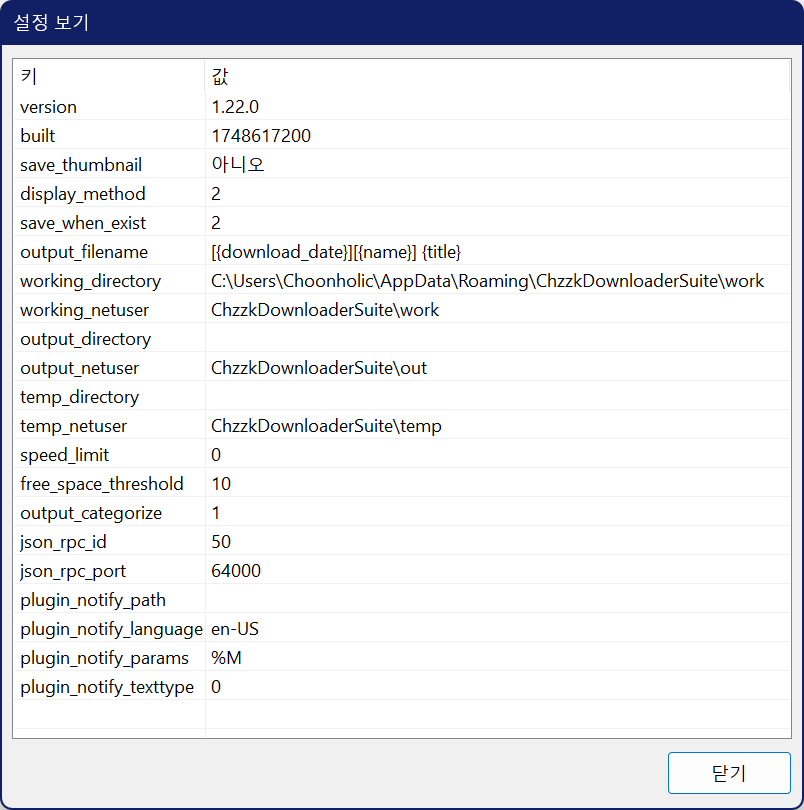 설정 보기
키 값
version 1.22.0
built 1748617200
save_thumbnail 아니오
display_method 2
save_when_exist 2
output_filename [{download_date}][{name}] {title}
working_directory C:\Users\Choonholic\AppData\Roaming\ChzzkDownloaderSuite\work
working_netuser ChzzkDownloaderSuite\work
output_directory
output_netuser ChzzkDownloaderSuite\out
temp_directory
temp_netuser ChzzkDownloaderSuite\temp
speed_limit 0
free_space_threshold 10
output_categorize 1
json_rpc_id 50
json_rpc_port 64000
plugin_notify_path
plugin_notify_language en-US
plugin_notify_params %M
plugin_notify_texttype 0
닫기